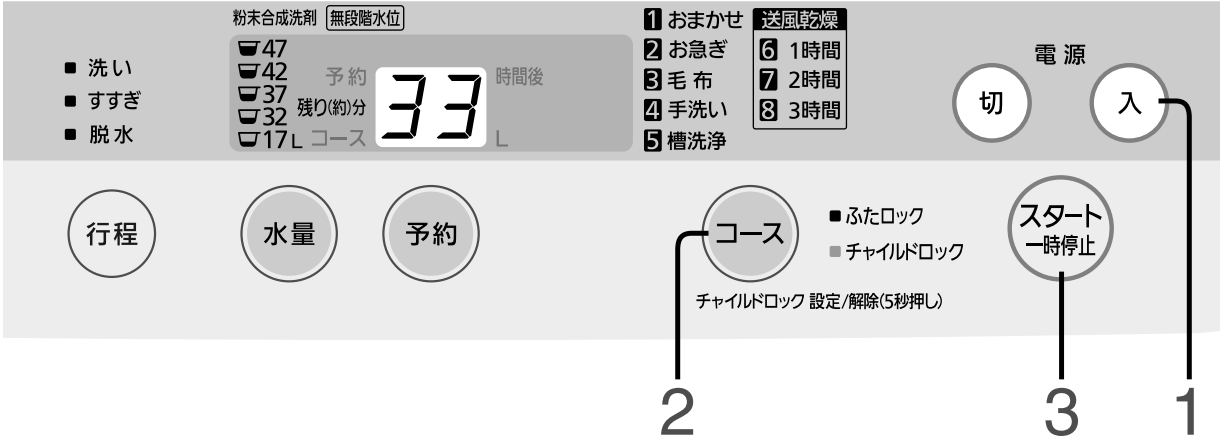 粉末合成洗剤 無段階水位
洗い
すすぎ
脱水
47
42
37
32
17L
予約
残り(約)分
コース
33
時間後
L
1 おまかせ
2 お急ぎ
3 毛布
4 手洗い
5 槽洗浄
送風乾燥
6 1時間
7 2時間
8 3時間
電源
切
入
行程
水量
予約
コース
ふたロック
チャイルドロック
チャイルドロック 設定/解除(5秒押し)
スタート
一時停止
2
3
1